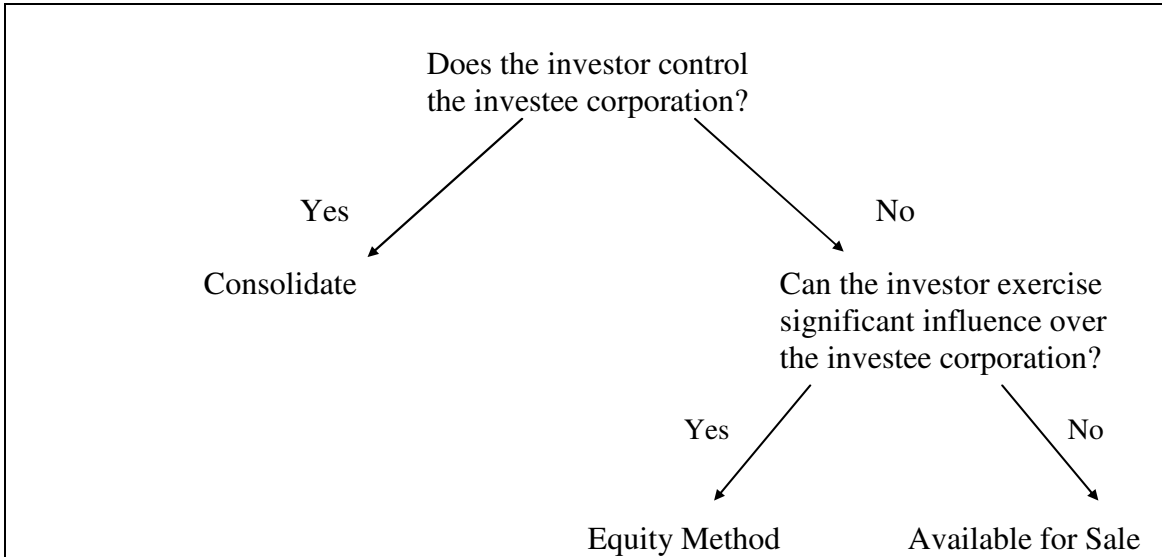 Does the investor control
the investee corporation?
Yes
No
Consolidate
Can the investor exercise
significant influence over
the investee corporation?
Yes
No
Equity Method
Available for Sale